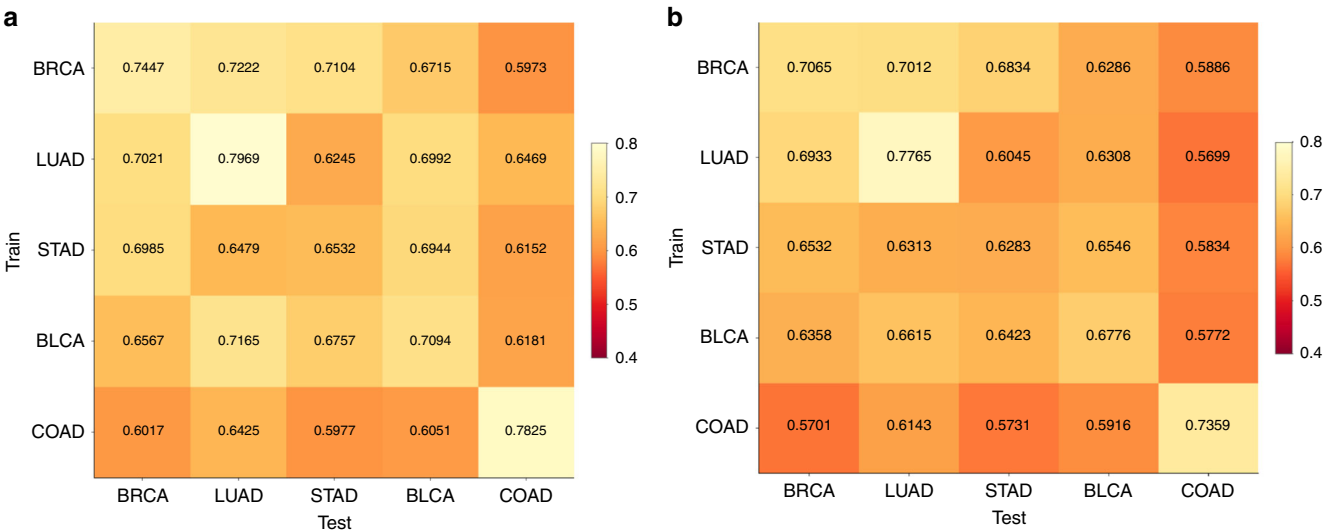 a
BRCA 0.7447 0.7222 0.7104 0.6715 0.5973
LUAD 0.7021 0.7969 0.6245 0.6992 0.6469
STAD 0.6985 0.6479 0.6532 0.6944 0.6152
BLCA 0.6567 0.7165 0.6757 0.7094 0.6181
COAD 0.6017 0.6425 0.5977 0.6051 0.7825
BRCA LUAD STAD BLCA COAD
Test
Train
0.8
0.7
0.6
0.5
0.4
b
BRCA 0.7065 0.7012 0.6834 0.6286 0.5886
LUAD 0.6933 0.7765 0.6045 0.6308 0.5699
STAD 0.6532 0.6313 0.6283 0.6546 0.5834
BLCA 0.6358 0.6615 0.6423 0.6776 0.5772
COAD 0.5701 0.6143 0.5731 0.5916 0.7359
BRCA LUAD STAD BLCA COAD
Test
Train
0.8
0.7
0.6
0.5
0.4